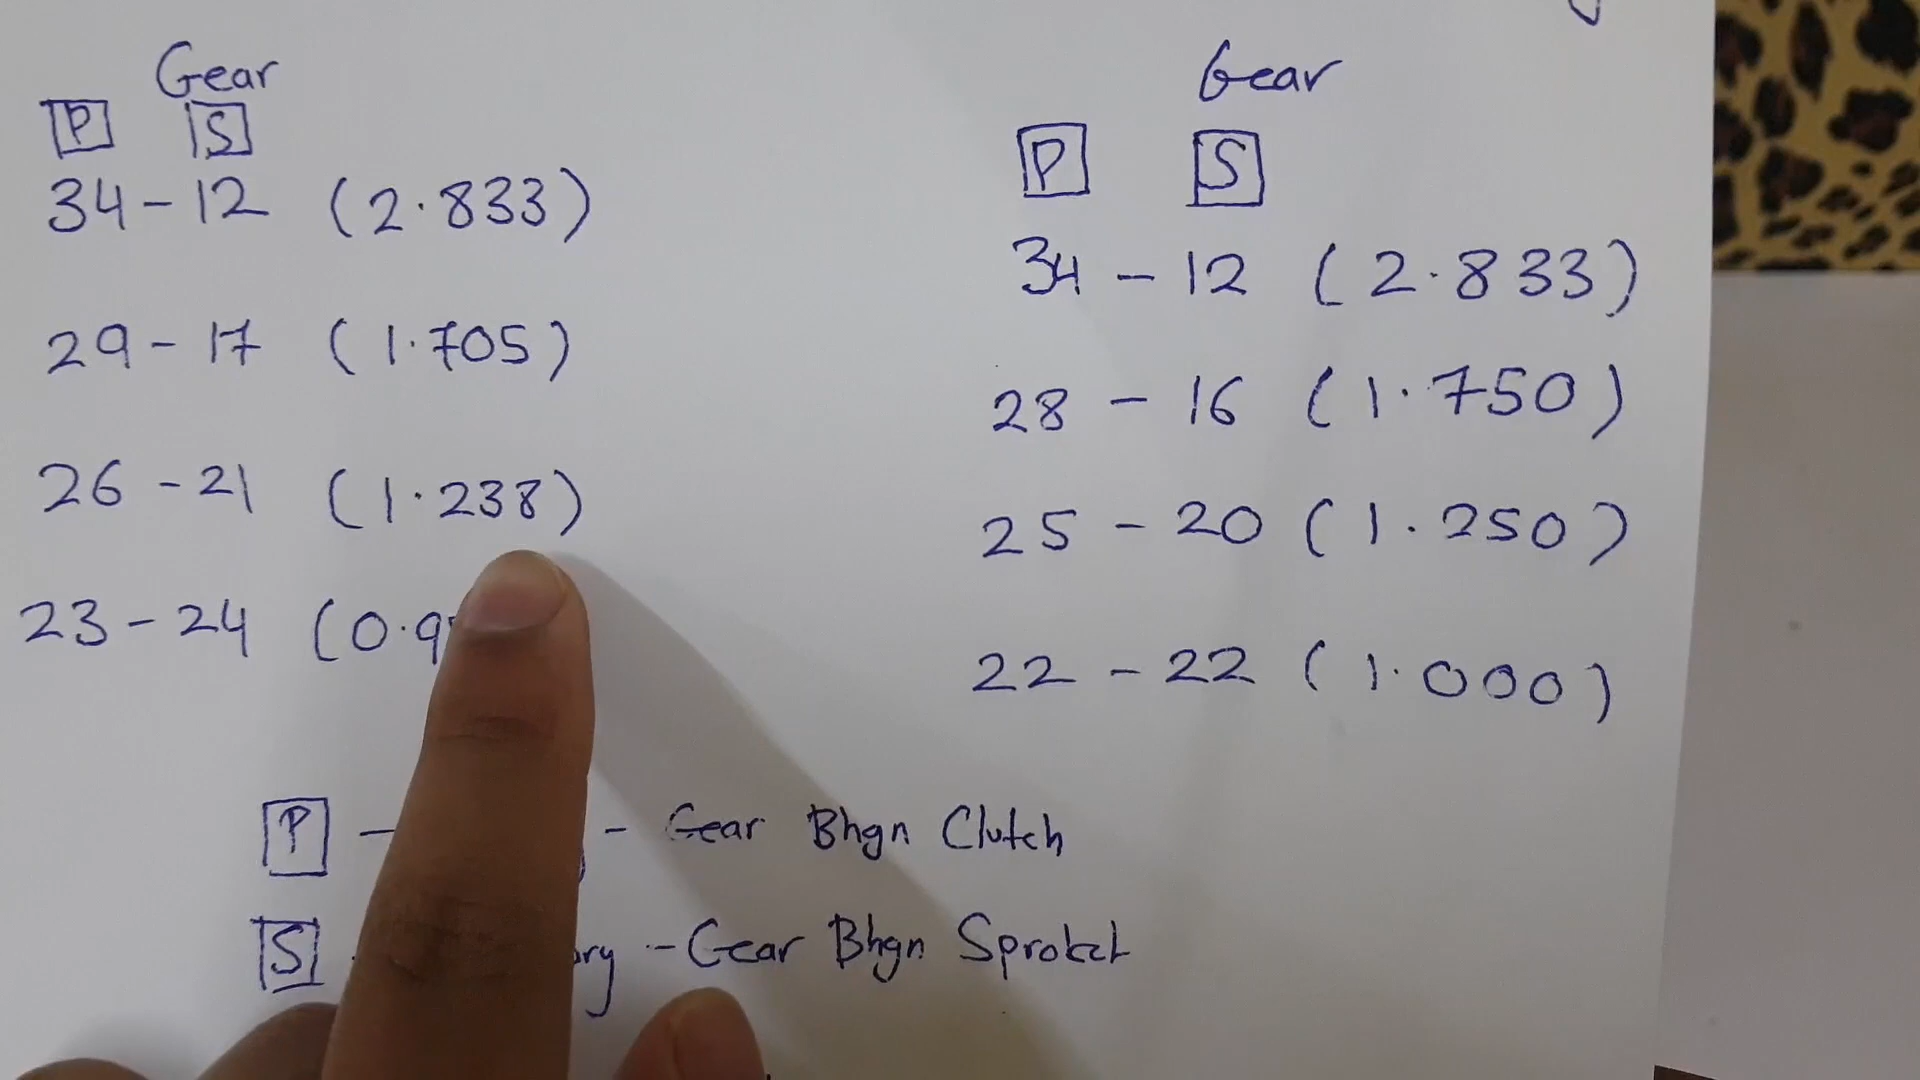 Gear
P S
34-12 (2.833)
29-17 (1.705)
26-21 (1.238)
23-24 (0.9
Gear
P S
34-12 (2.833)
28-16 (1.750)
25-20 (1.250)
22-22 (1.000)
P - - Gear Bhgn Clutch
S - Gear Bhgn Sproket